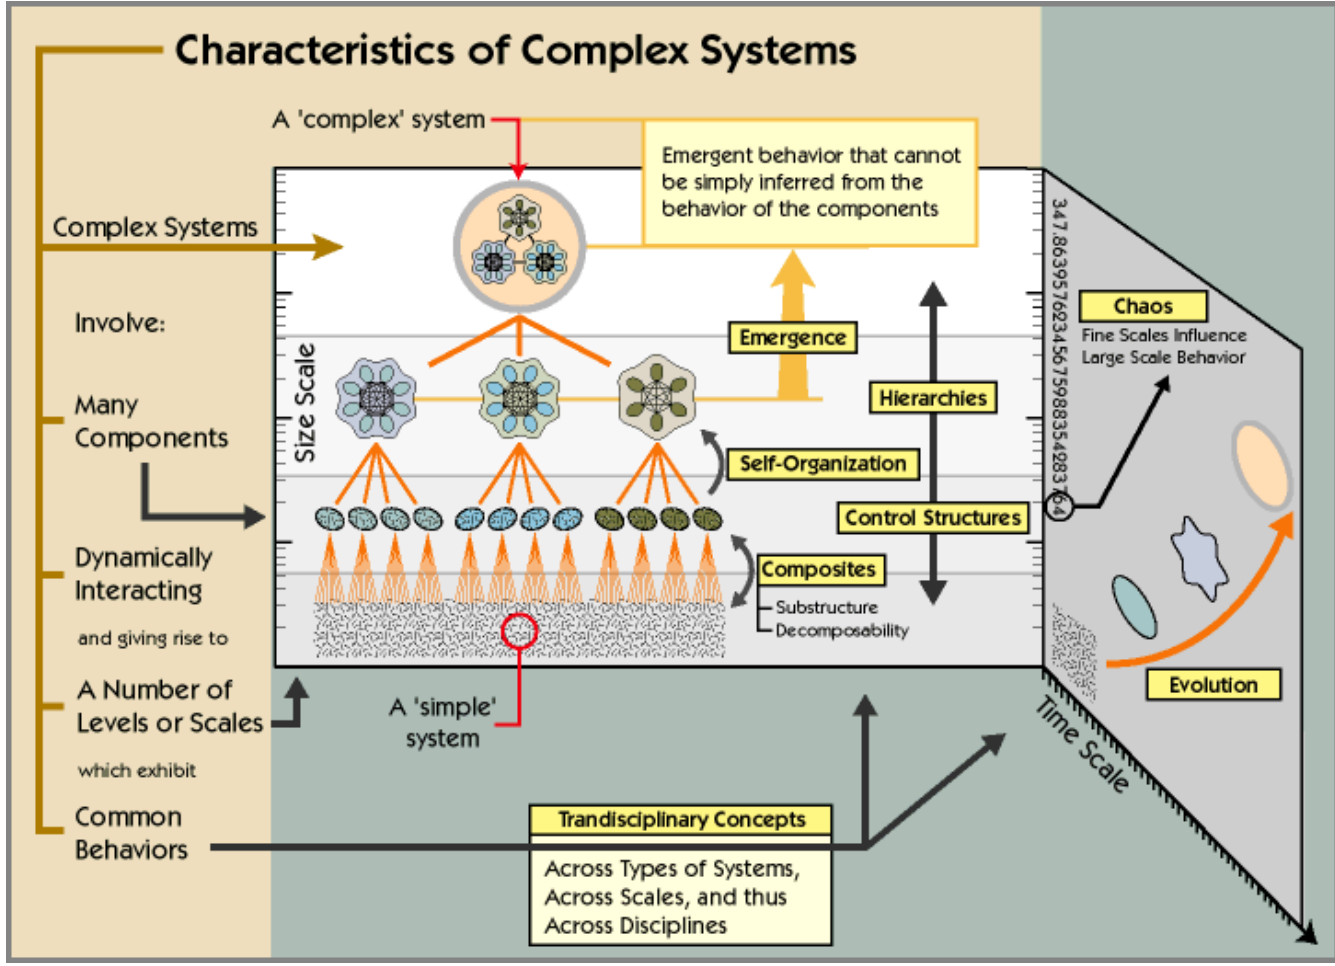 Characteristics of Complex Systems
A 'complex' system
Emergent behavior that cannot
be simply inferred from the
behavior of the components
Complex Systems
Involve:
Many
Components
Dynamically
Interacting
and giving rise to
A Number of
Levels or Scales
which exhibit
Common
Behaviors
Size Scale
Emergence
Hierarchies
Self-Organization
Control Structures
Composites
Substructure
Decomposability
A 'simple'
system
347.86395762345675988354283764
Chaos
Fine Scales Influence
Large Scale Behavior
Evolution
Time Scale
Trandisciplinary Concepts
Across Types of Systems,
Across Scales, and thus
Across Disciplines